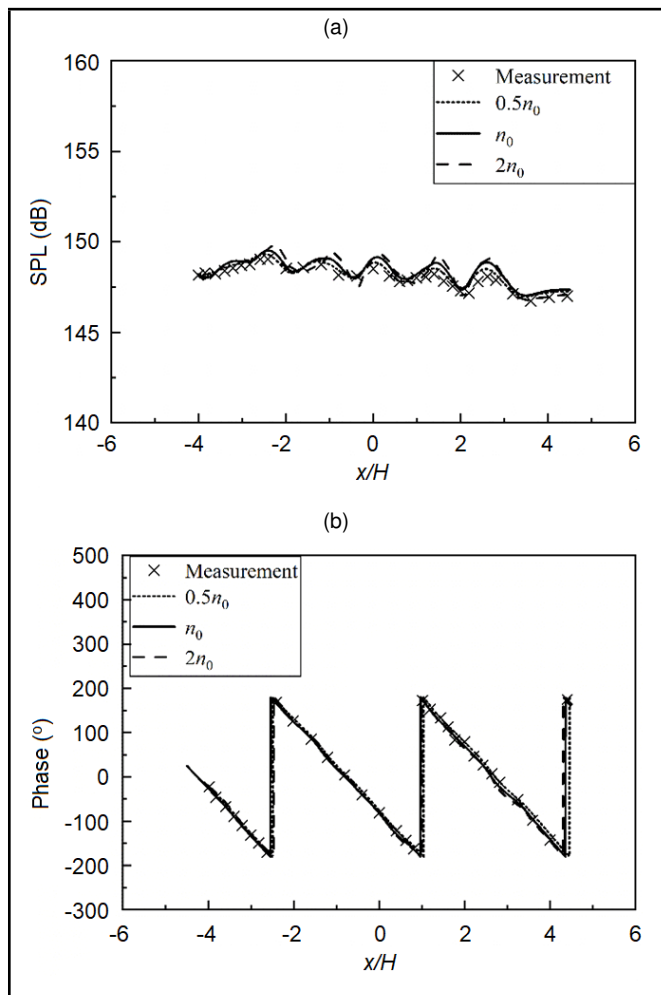 (a)
160
155
150
145
140
SPL (dB)
Measurement
0.5n₀
n₀
2n₀
-6 -4 -2 0 2 4 6
x/H
(b)
500
400
300
200
100
0
-100
-200
-300
Phase (º)
Measurement
0.5n₀
n₀
2n₀
-6 -4 -2 0 2 4 6
x/H